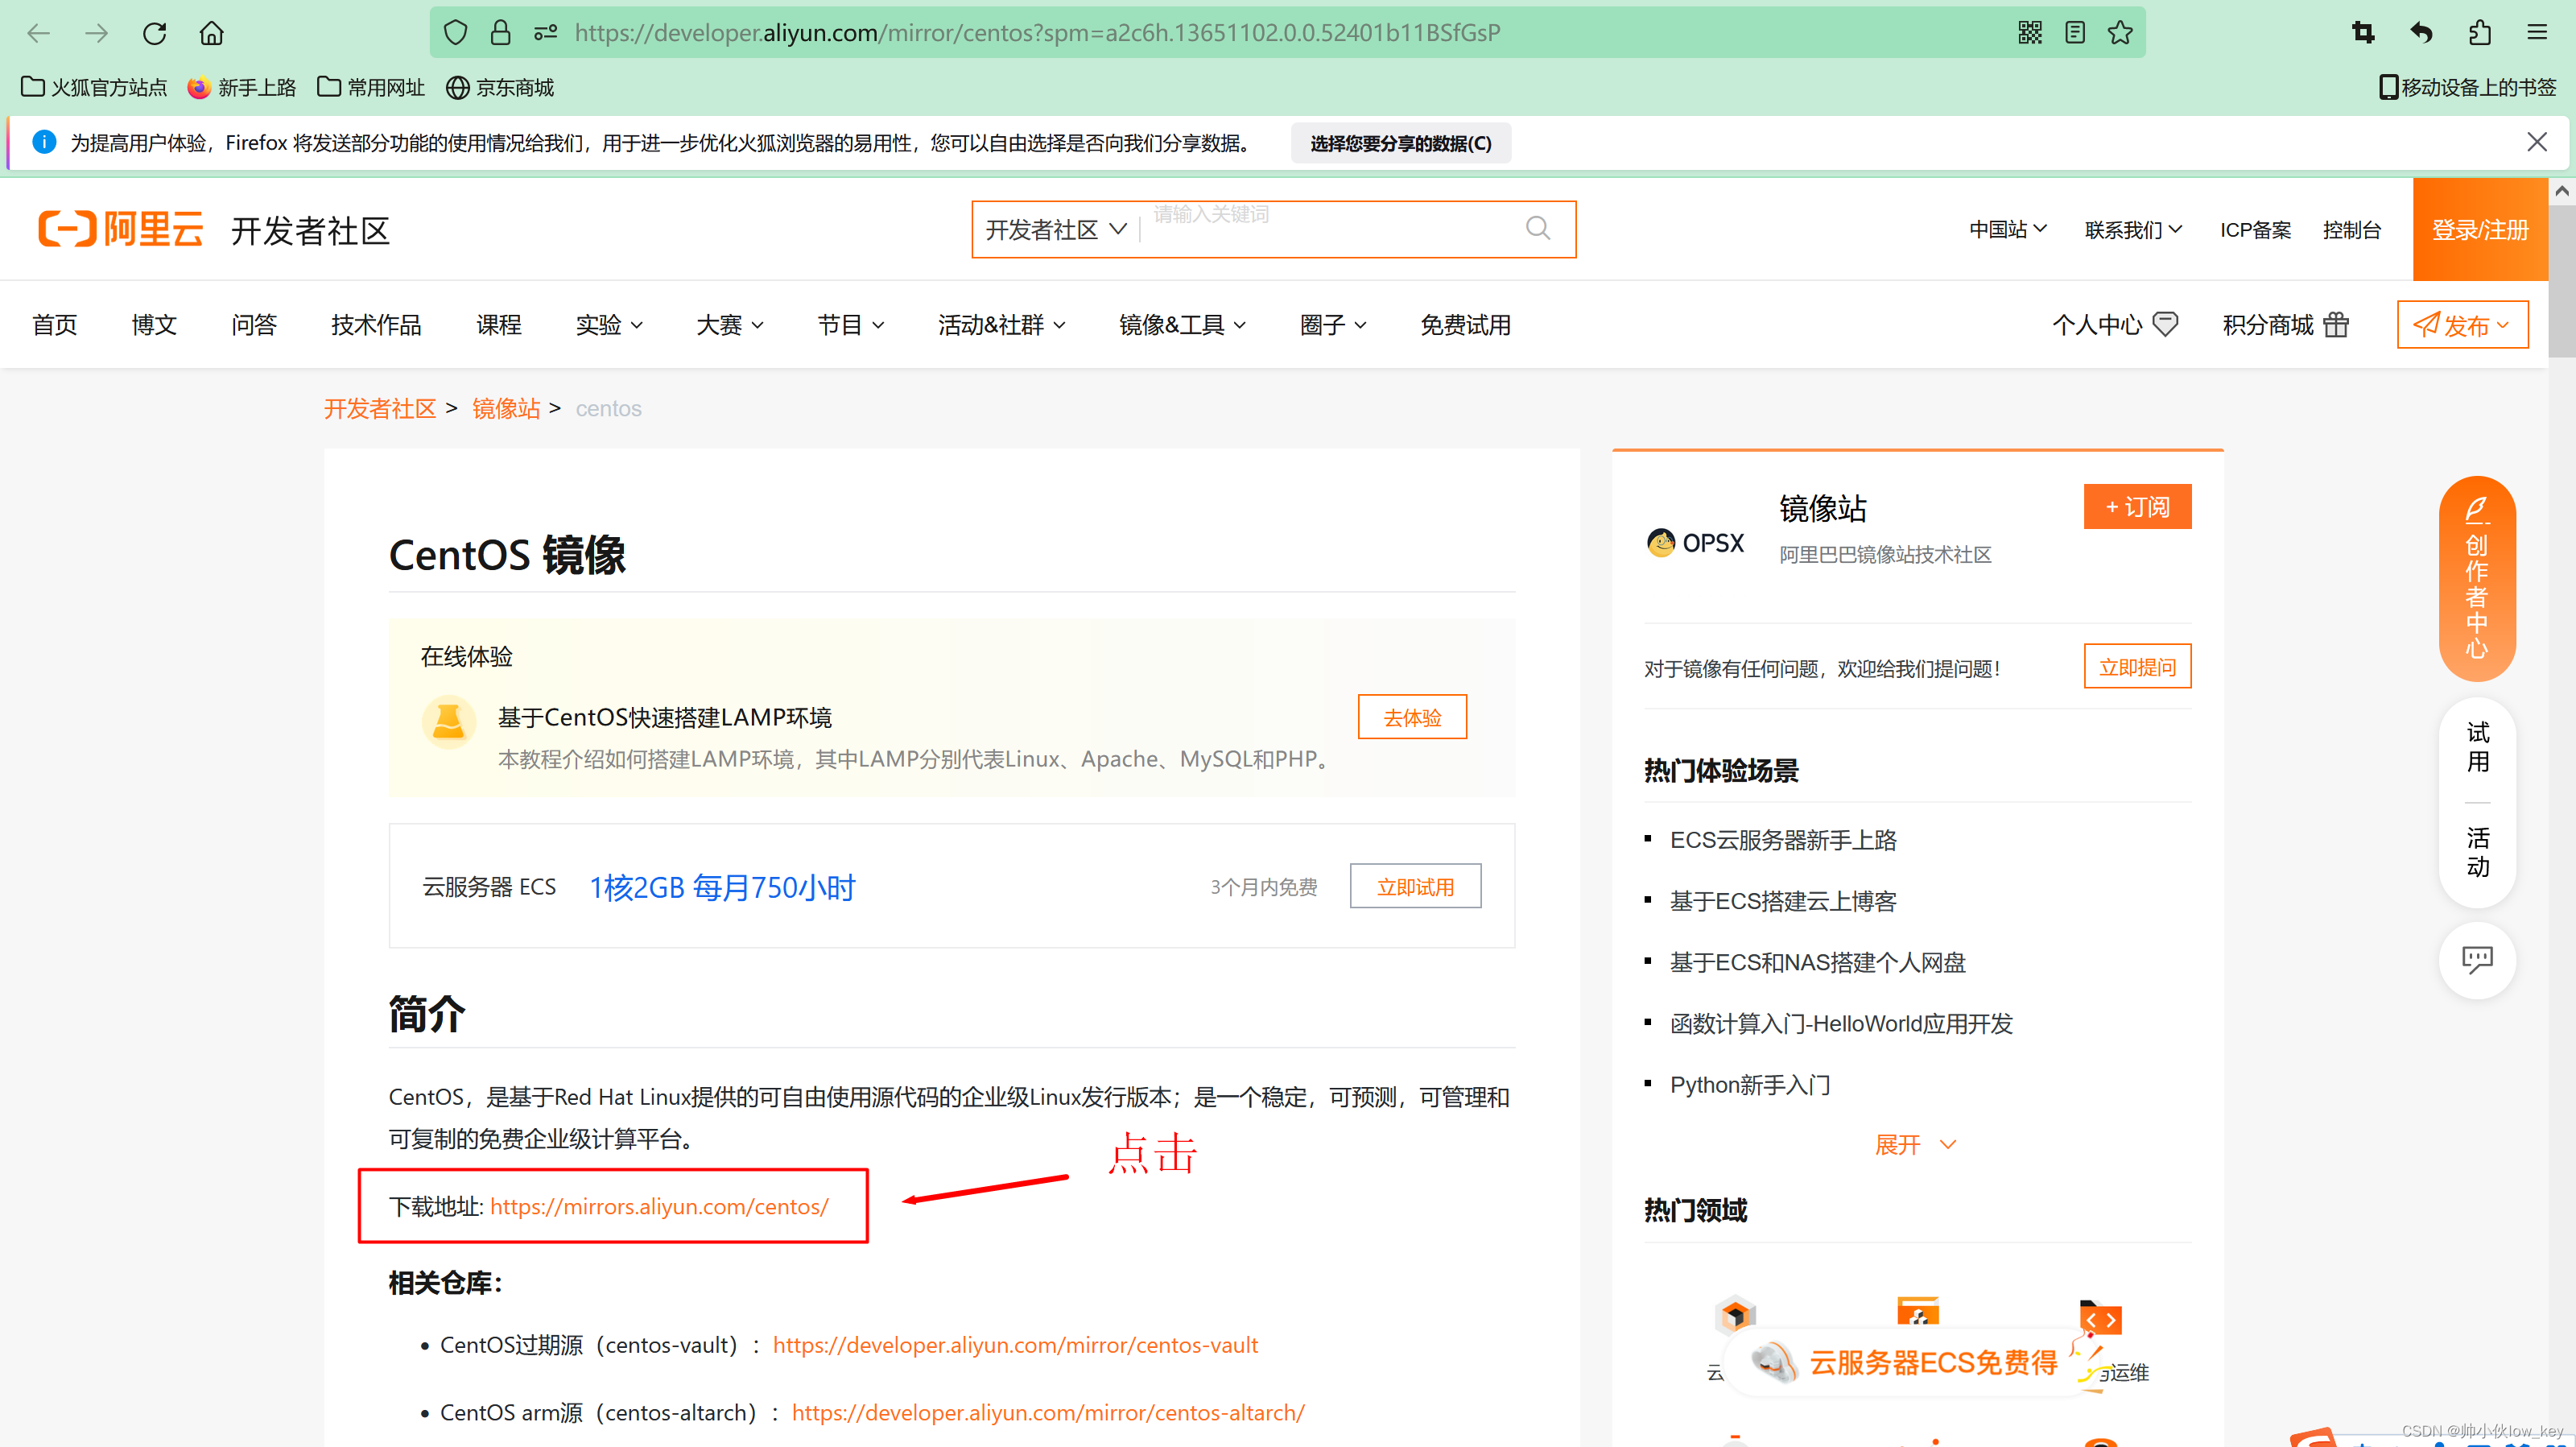 https://developer.aliyun.com/mirror/centos?spm=a2c6h.13651102.0.0.52401b11BSfGsP
火狐官方站点 新手上路 常用网址 京东商城 移动设备上的书签
为提高用户体验，Firefox 将发送部分功能的使用情况给我们，用于进一步优化火狐浏览器的易用性，您可以自由选择是否向我们分享数据。 选择您要分享的数据(C)
阿里云 开发者社区 开发者社区 请输入关键词 中国站 联系我们 ICP备案 控制台 登录/注册
首页 博文 问答 技术作品 课程 实验 大赛 节目 活动&社群 镜像&工具 圈子 免费试用 个人中心 积分商城 发布
开发者社区 > 镜像站 > centos
CentOS 镜像
在线体验
基于CentOS快速搭建LAMP环境
去体验
本教程介绍如何搭建LAMP环境，其中LAMP分别代表Linux、Apache、MySQL和PHP。
云服务器 ECS 1核2GB 每月750小时 3个月内免费 立即试用
简介
CentOS，是基于Red Hat Linux提供的可自由使用源代码的企业级Linux发行版本；是一个稳定，可预测，可管理和
可复制的免费企业级计算平台。
点击
下载地址: https://mirrors.aliyun.com/centos/
相关仓库：
CentOS过期源（centos-vault）：https://developer.aliyun.com/mirror/centos-vault
CentOS arm源（centos-altarch）：https://developer.aliyun.com/mirror/centos-altarch/
OPSX
镜像站
+ 订阅
阿里巴巴镜像站技术社区
对于镜像有任何问题，欢迎给我们提问题！ 立即提问
热门体验场景
ECS云服务器新手上路
基于ECS搭建云上博客
基于ECS和NAS搭建个人网盘
函数计算入门-HelloWorld应用开发
Python新手入门
展开
热门领域
云服务器ECS免费得
云
运维
创作者中心
试用
活动
CSDN @帅小伙low_key